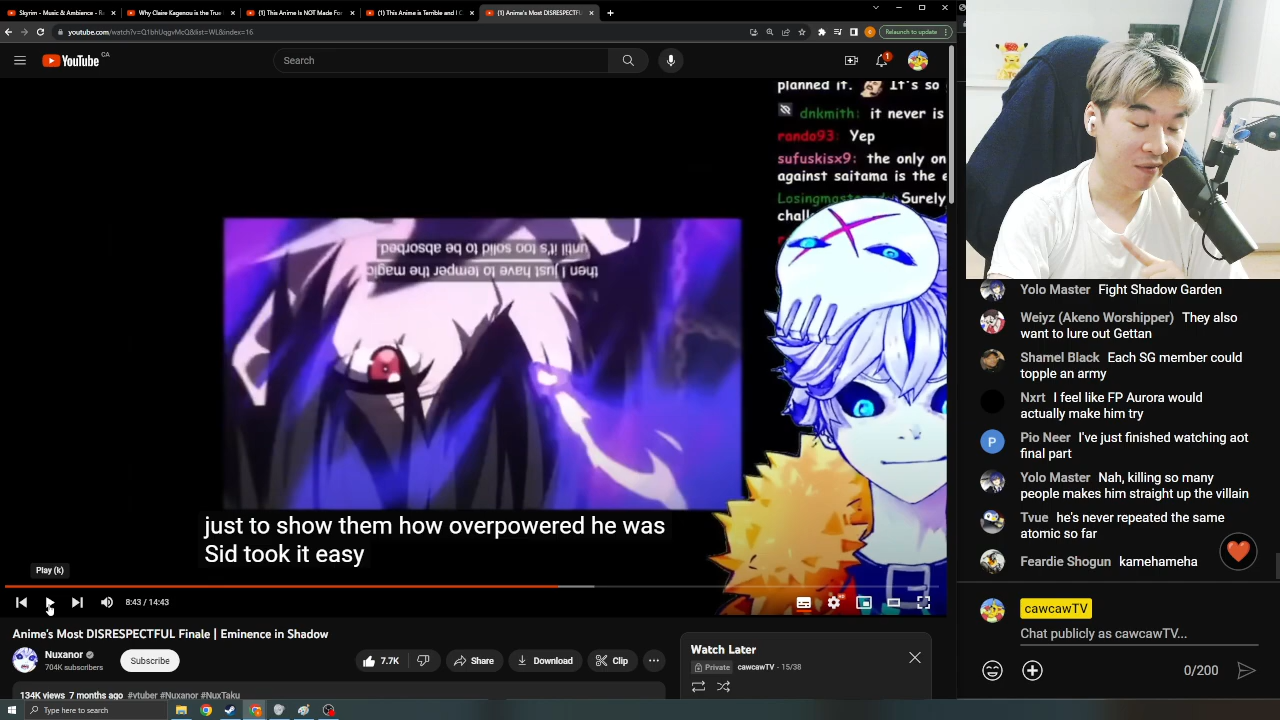 Skyrim - Music & Ambience - R
Why Claire Kagenou is the True
(1) This Anime Is NOT Made Fo
(1) This Anime is Terrible and I C
(1) Anime's Most DISRESPECTFUL
youtube.com/watch?v=Q1bhUqgvMcQ&list=WL&index=16
Relaunch to update
YouTube CA
Search
1
planned it. It's so
dnkmith: it never is
rando93: Yep
sufuskisx9: the only on
against saitama is the e
Surely
chall
then I just have to temper the magic
until it's too solid to be absorbed
just to show them how overpowered he was
Sid took it easy
Play (k)
8:43 / 14:43
Anime's Most DISRESPECTFUL Finale | Eminence in Shadow
Nuxanor
704K subscribers
Subscribe
7.7K
Share
Download
Clip
134K views 7 months ago #vtuber #Nuxanor #NuxTaku
Watch Later
Private cawcawTV - 15/38
Type here to search
Yolo Master Fight Shadow Garden
Weiyz (Akeno Worshipper) They also
want to lure out Gettan
Shamel Black Each SG member could
topple an army
Nxrt I feel like FP Aurora would
actually make him try
P
Pio Neer I've just finished watching aot
final part
Yolo Master Nah, killing so many
people makes him straight up the villain
Tvue he's never repeated the same
atomic so far
Feardie Shogun kamehameha
cawcawTV
Chat publicly as cawcawTV...
0/200